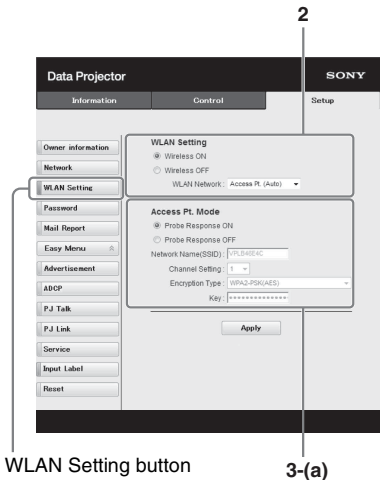 2
Data Projector
SONY
Information
Control
Setup
Owner information
Network
WLAN Setting
Password
Mail Report
Easy Menu
Advertisement
ADCP
PJ Talk
PJ Link
Service
Input Label
Reset
WLAN Setting
Wireless ON
Wireless OFF
WLAN Network : Access Pt. (Auto)
Access Pt. Mode
Probe Response ON
Probe Response OFF
Network Name(SSID) : VPLB46E4C
Channel Setting : 1
Encryption Type : WPA2-PSK(AES)
Key : ••••••••••••••
Apply
WLAN Setting button
3-(a)